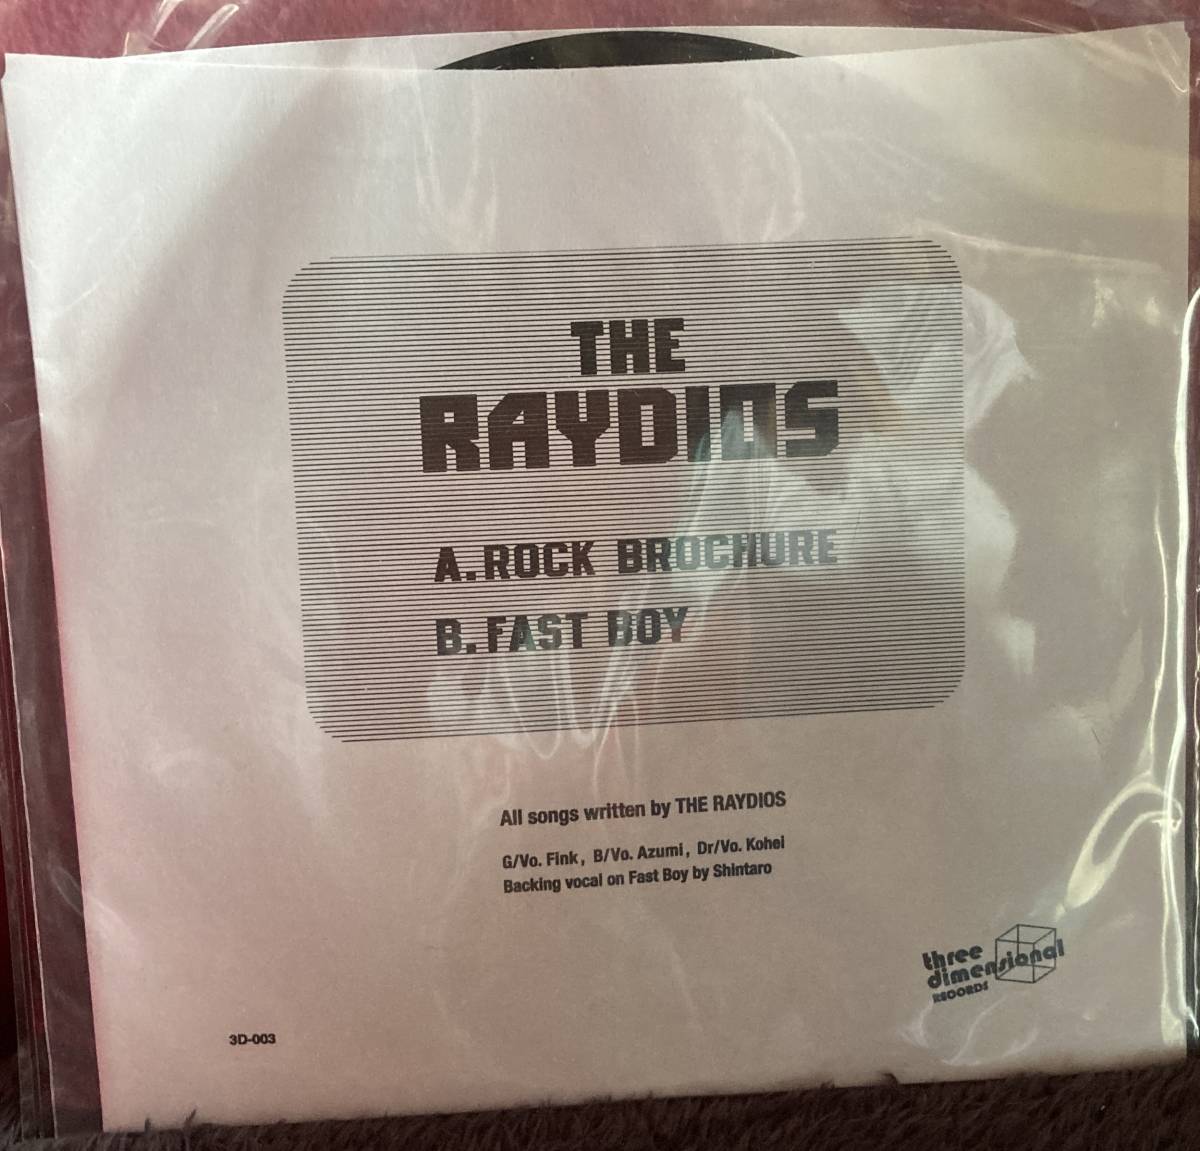 THE
RAYDIOS
A. ROCK BROCHURE
B. FAST BOY
All songs written by THE RAYDIOS
G/Vo. Fink, B/Vo. Azumi, Dr/Vo. Kohei
Backing vocal on Fast Boy by Shintaro
three
dimensional
RECORDS
3D-003